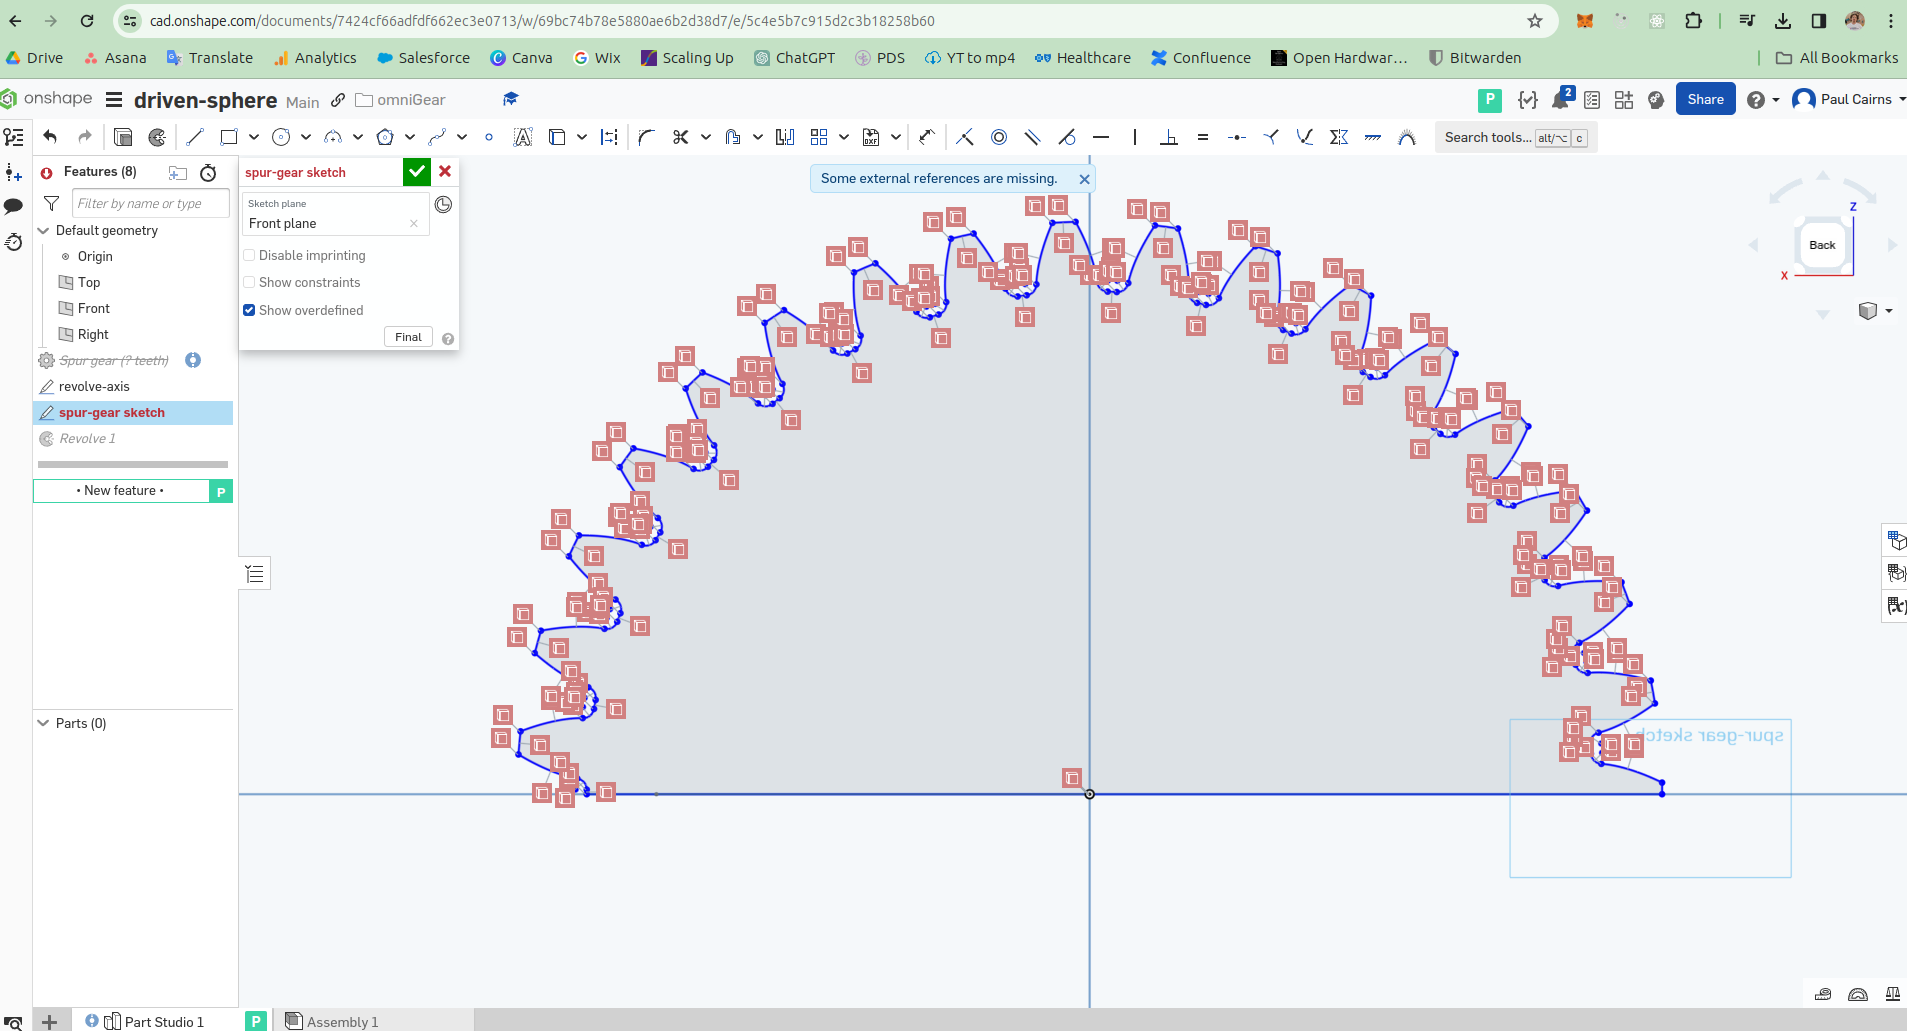 cad.onshape.com/documents/7424cf66adfdf662ec3e0713/w/69bc74b78e5880ae6b2d38d7/e/5c4e5b7c915d2c3b18258b60
Drive Asana Translate Analytics Salesforce Canva Wix Scaling Up ChatGPT PDS YT to mp4 Healthcare Confluence Open Hardwar... Bitwarden All Bookmarks
onshape driven-sphere Main omniGear P 2 Share Paul Cairns
Search tools... alt/⌥ c
Features (8)
Filter by name or type
Default geometry
Origin
Top
Front
Right
Spur gear (? teeth)
revolve-axis
spur-gear sketch
Revolve 1
• New feature • P
Parts (0)
spur-gear sketch
Sketch plane
Front plane
Disable imprinting
Show constraints
Show overdefined
Final
Some external references are missing.
Z
Back
X
spur-gear sketch
Part Studio 1 P Assembly 1